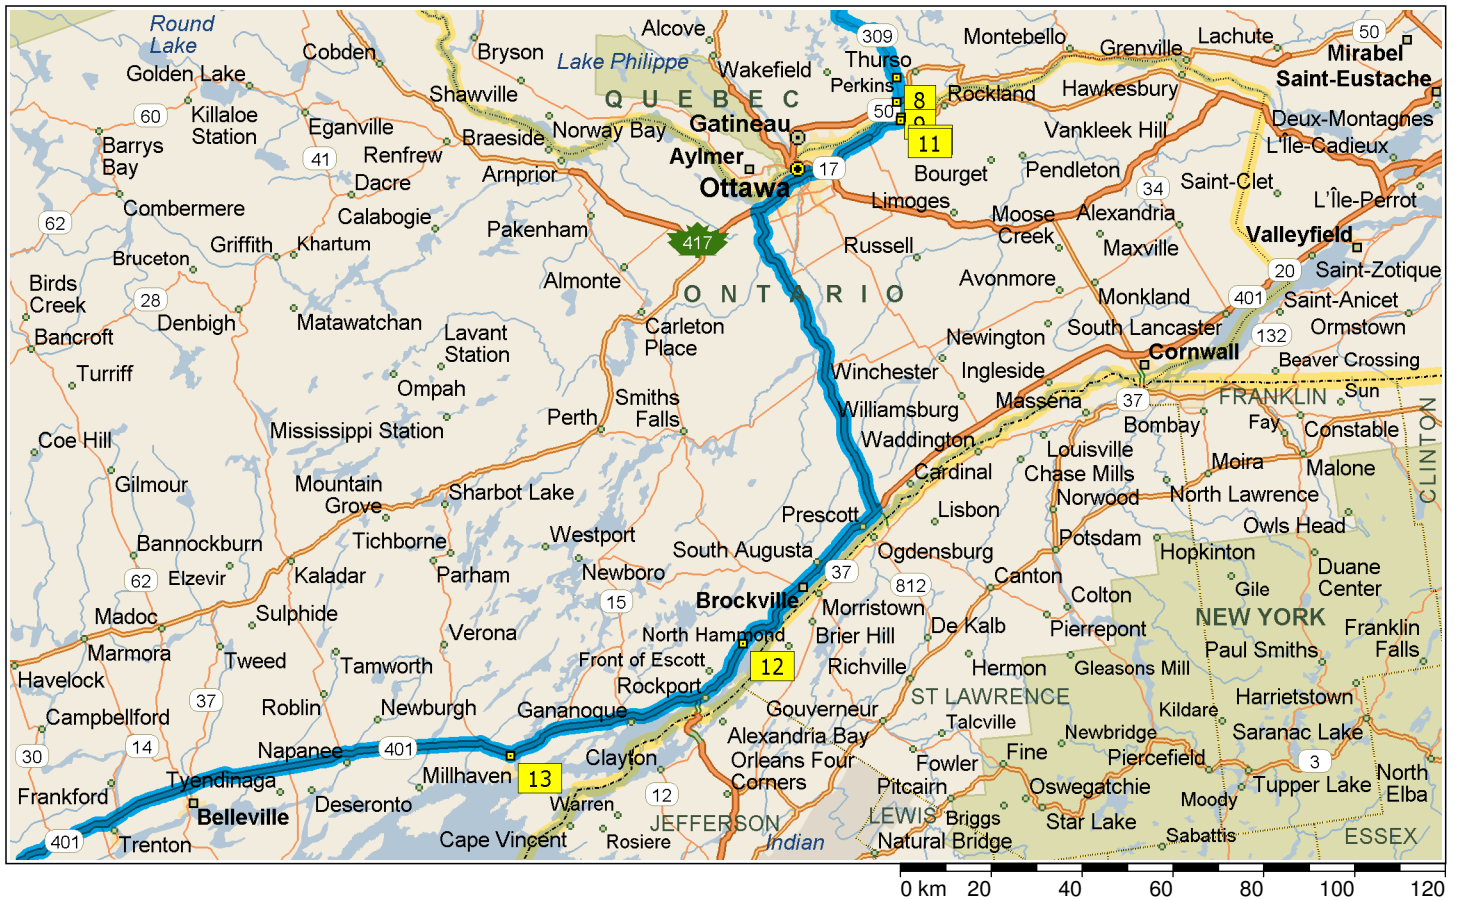 Round
Lake
Cobden
Bryson
Alcove
309
Montebello
Lachute
50
Mirabel
Golden Lake
Lake Philippe
Wakefield
Thurso
Grenville
Saint-Eustache
Perkins
Shawville
QUEBEC
8
Rockland
Hawkesbury
60
Killaloe
Station
Eganville
Braeside
Norway Bay
Gatineau
50
9
Vankleek Hill
Deux-Montagnes
Barrys
Bay
41
Renfrew
Arnprior
Aylmer
11
L'Île-Cadieux
Dacre
Ottawa
17
Bourget
Pendleton
34
Saint-Clet
L'Île-Perrot
Combermere
Calabogie
Limoges
Moose
Creek
Alexandria
62
Pakenham
417
Russell
Maxville
Valleyfield
Griffith
Khartum
Bruceton
Almonte
Avonmore
20
Saint-Zotique
Birds
Creek
28
ONTARIO
Monkland
401
Saint-Anicet
Denbigh
Matawatchan
Carleton
Place
Newington
South Lancaster
132
Ormstown
Bancroft
Lavant
Station
Cornwall
Beaver Crossing
Turriff
Ompah
Winchester
Ingleside
Sun
Smiths
Falls
Perth
Williamsburg
Massena
37
FRANKLIN
CLINTON
Mississippi Station
Waddington
Bombay
Fay
Constable
Coe Hill
Louisville
Moira
Malone
Gilmour
Mountain
Grove
Sharbot Lake
Cardinal
Chase Mills
North Lawrence
Norwood
Prescott
Lisbon
Owls Head
Bannockburn
Tichborne
Westport
South Augusta
Ogdensburg
Potsdam
Hopkinton
62
Elzevir
Kaladar
Parham
Newboro
37
812
Canton
Gile
Duane
Center
Madoc
Sulphide
15
Brockville
Morristown
Colton
NEW YORK
Marmora
Verona
North Hammond
Brier Hill
De Kalb
Pierrepont
Franklin
Falls
Tweed
Tamworth
Front of Escott
12
Richville
Hermon
Gleasons Mill
Paul Smiths
Havelock
Rockport
ST LAWRENCE
Harrietstown
37
Roblin
Newburgh
Gananoque
Gouverneur
Kildare
Campbellford
Talcville
Newbridge
Saranac Lake
30
14
Napanee
401
Clayton
Alexandria Bay
Fine
Piercefield
3
Tyendinaga
Millhaven
13
Orleans Four
Corners
Fowler
Pitcairn
Oswegatchie
Tupper Lake
North
Elba
Frankford
Deseronto
Warren
12
Moody
Belleville
JEFFERSON
LEWIS
Briggs
Star Lake
401
Trenton
Cape Vincent
Rosiere
Indian
Natural Bridge
Sabattis
ESSEX
0 km 20 40 60 80 100 120